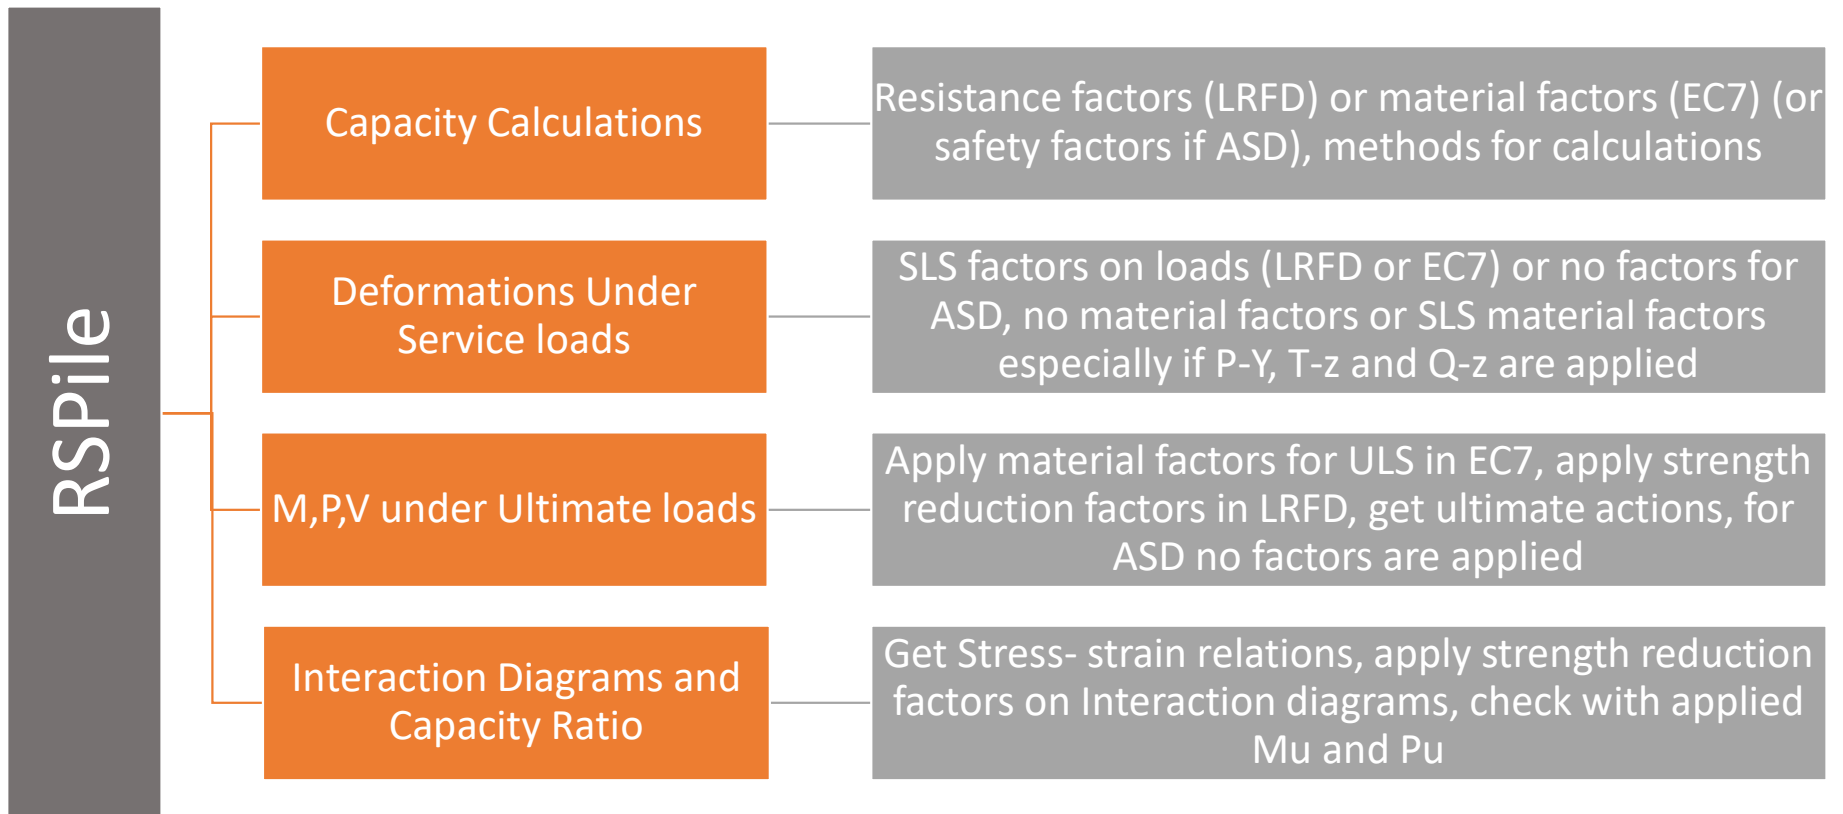 RSPile
Capacity Calculations
Resistance factors (LRFD) or material factors (EC7) (or
safety factors if ASD), methods for calculations
Deformations Under
Service loads
SLS factors on loads (LRFD or EC7) or no factors for
ASD, no material factors or SLS material factors
especially if P-Y, T-z and Q-z are applied
M,P,V under Ultimate loads
Apply material factors for ULS in EC7, apply strength
reduction factors in LRFD, get ultimate actions, for
ASD no factors are applied
Interaction Diagrams and
Capacity Ratio
Get Stress- strain relations, apply strength reduction
factors on Interaction diagrams, check with applied
Mu and Pu